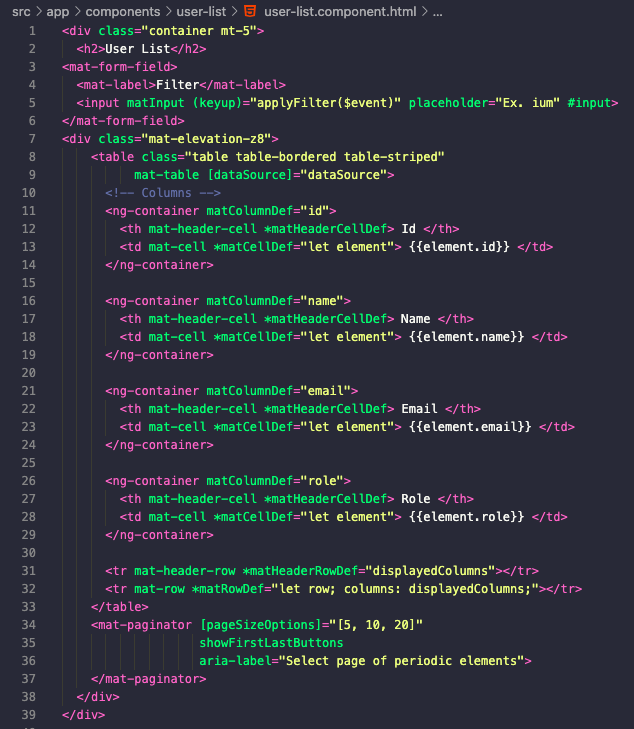 src > app > components > user-list > user-list.component.html > ...
1 <div class="container mt-5">
2   <h2>User List</h2>
3 <mat-form-field>
4   <mat-label>Filter</mat-label>
5   <input matInput (keyup)="applyFilter($event)" placeholder="Ex. ium" #input>
6 </mat-form-field>
7 <div class="mat-elevation-z8">
8     <table class="table table-bordered table-striped"
9           mat-table [dataSource]="dataSource">
10       <!-- Columns -->
11       <ng-container matColumnDef="id">
12         <th mat-header-cell *matHeaderCellDef> Id </th>
13         <td mat-cell *matCellDef="let element"> {{element.id}} </td>
14       </ng-container>
15
16       <ng-container matColumnDef="name">
17         <th mat-header-cell *matHeaderCellDef> Name </th>
18         <td mat-cell *matCellDef="let element"> {{element.name}} </td>
19       </ng-container>
20
21       <ng-container matColumnDef="email">
22         <th mat-header-cell *matHeaderCellDef> Email </th>
23         <td mat-cell *matCellDef="let element"> {{element.email}} </td>
24       </ng-container>
25
26       <ng-container matColumnDef="role">
27         <th mat-header-cell *matHeaderCellDef> Role </th>
28         <td mat-cell *matCellDef="let element"> {{element.role}} </td>
29       </ng-container>
30
31       <tr mat-header-row *matHeaderRowDef="displayedColumns"></tr>
32       <tr mat-row *matRowDef="let row; columns: displayedColumns;"></tr>
33     </table>
34     <mat-paginator [pageSizeOptions]="[5, 10, 20]"
35                    showFirstLastButtons
36                    aria-label="Select page of periodic elements">
37     </mat-paginator>
38   </div>
39 </div>